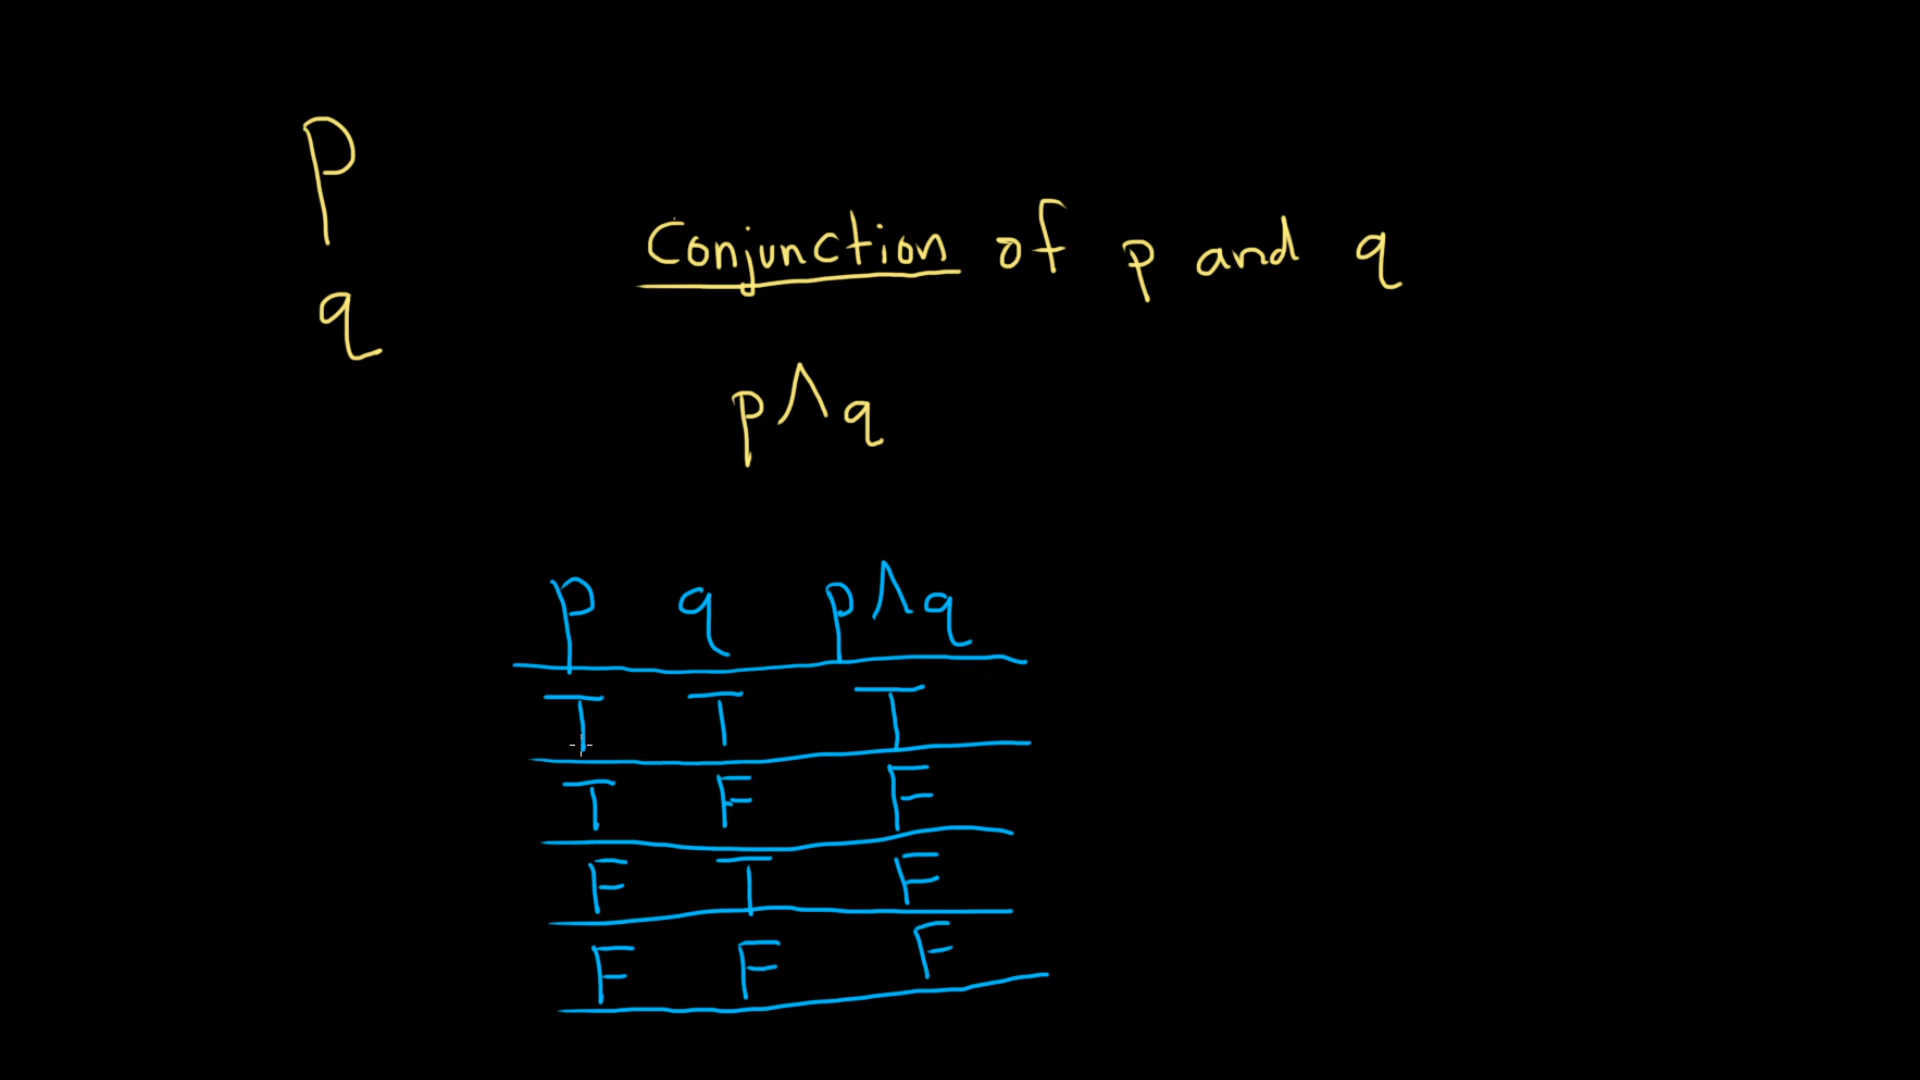 p
Conjunction of p and q
q
p∧q
p q p∧q
T T T
T F F
F T F
F F F